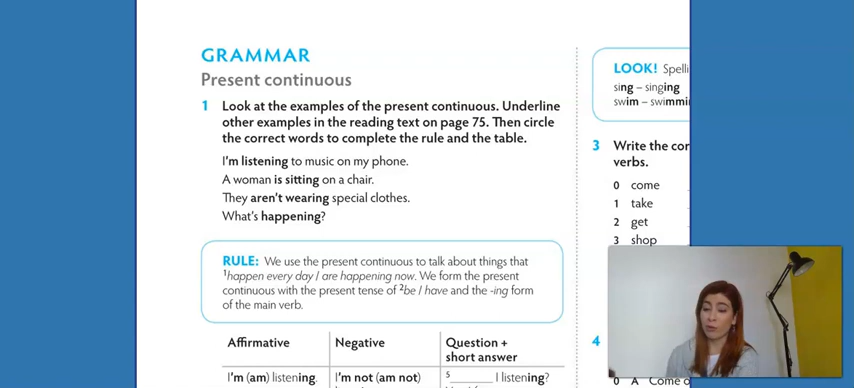 GRAMMAR
Present continuous
1 Look at the examples of the present continuous. Underline
other examples in the reading text on page 75. Then circle
the correct words to complete the rule and the table.
I'm listening to music on my phone.
A woman is sitting on a chair.
They aren't wearing special clothes.
What's happening?
RULE: We use the present continuous to talk about things that
1happen every day / are happening now. We form the present
continuous with the present tense of 2be / have and the -ing form
of the main verb.
Affirmative Negative Question +
short answer
I'm (am) listening. I'm not (am not) 5 ______ I listening?
LOOK!
sing – singing
swim –
3 Write the
verbs.
0 come
1 take
2 get
3 shop
4
0 A Come